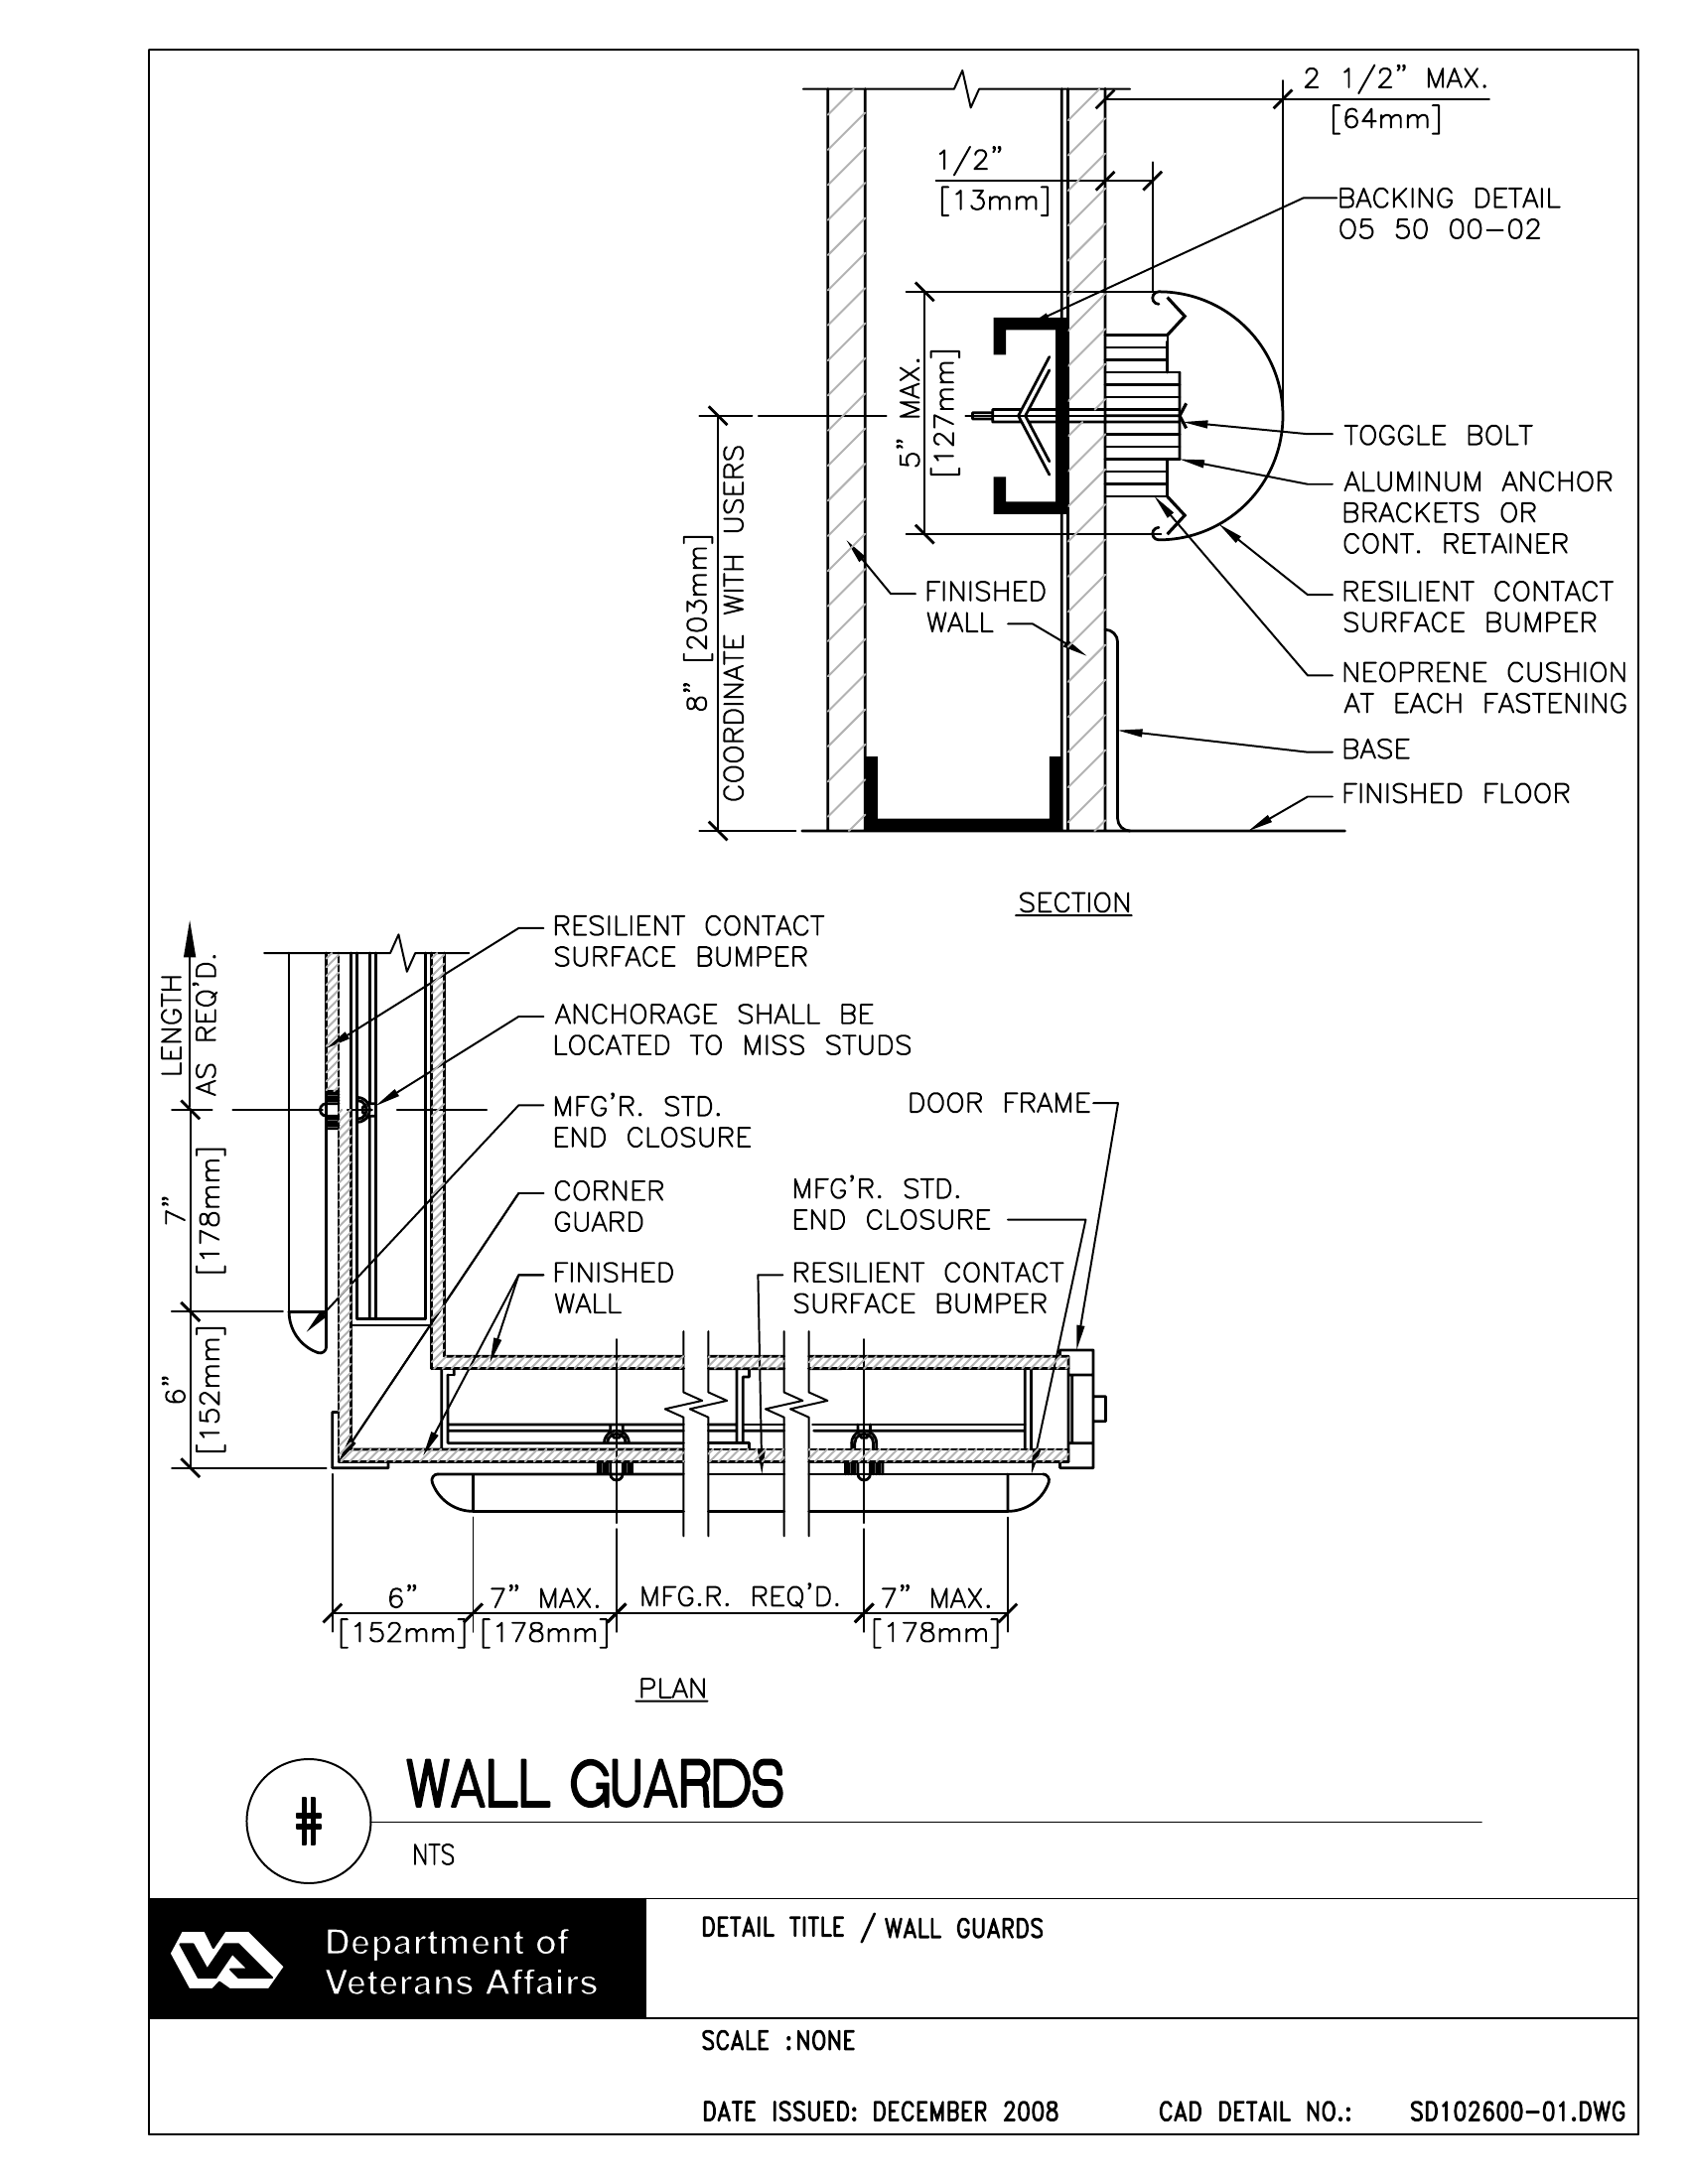 2 1/2" MAX.
[64mm]
1/2"
[13mm]
BACKING DETAIL
05 50 00-02
5" MAX.
[127mm]
8" [203mm]
COORDINATE WITH USERS
TOGGLE BOLT
ALUMINUM ANCHOR
BRACKETS OR
CONT. RETAINER
FINISHED
WALL
RESILIENT CONTACT
SURFACE BUMPER
NEOPRENE CUSHION
AT EACH FASTENING
BASE
FINISHED FLOOR
SECTION
RESILIENT CONTACT
SURFACE BUMPER
LENGTH
AS REQ'D.
ANCHORAGE SHALL BE
LOCATED TO MISS STUDS
MFG'R. STD.
END CLOSURE
DOOR FRAME
7"
[178mm]
CORNER
GUARD
MFG'R. STD.
END CLOSURE
FINISHED
WALL
RESILIENT CONTACT
SURFACE BUMPER
6"
[152mm]
6"
[152mm]
7" MAX.
[178mm]
MFG.R. REQ'D.
7" MAX.
[178mm]
PLAN
#
WALL GUARDS
NTS
Department of
Veterans Affairs
DETAIL TITLE / WALL GUARDS
SCALE :NONE
DATE ISSUED: DECEMBER 2008
CAD DETAIL NO.: SD102600-01.DWG